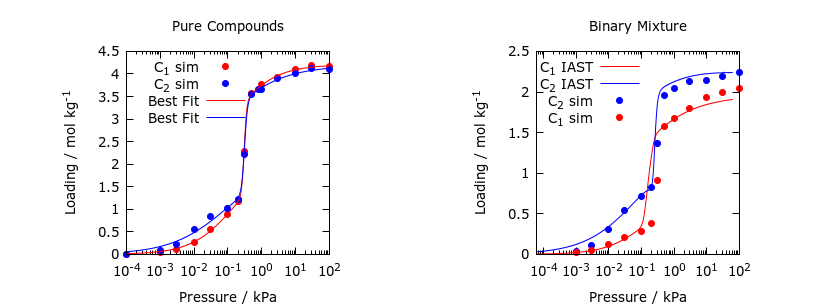 Pure Compounds
4.5
4
3.5
3
2.5
2
1.5
1
0.5
0
Loading / mol kg⁻¹
C₁ sim
C₂ sim
Best Fit
Best Fit
10⁻⁴ 10⁻³ 10⁻² 10⁻¹ 10⁰ 10¹ 10²
Pressure / kPa
Binary Mixture
2.5
2
1.5
1
0.5
0
Loading / mol kg⁻¹
C₁ IAST
C₂ IAST
C₂ sim
C₁ sim
10⁻⁴ 10⁻³ 10⁻² 10⁻¹ 10⁰ 10¹ 10²
Pressure / kPa